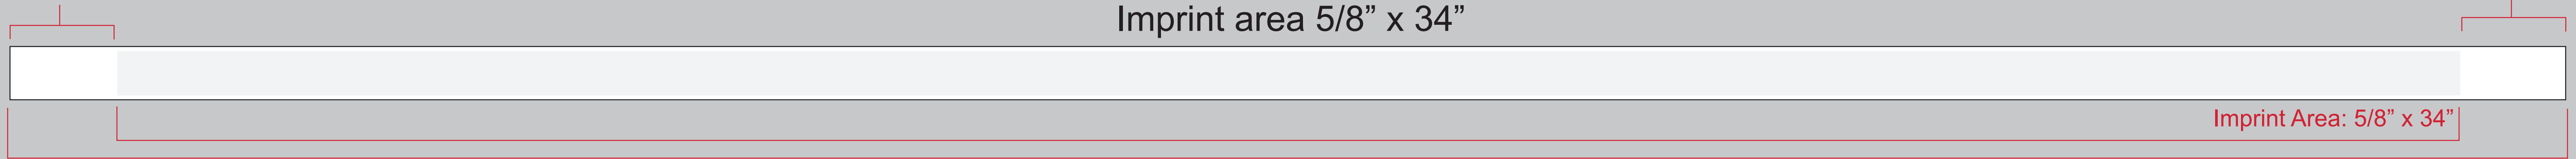 Imprint area 5/8” x 34”
Imprint Area: 5/8” x 34”